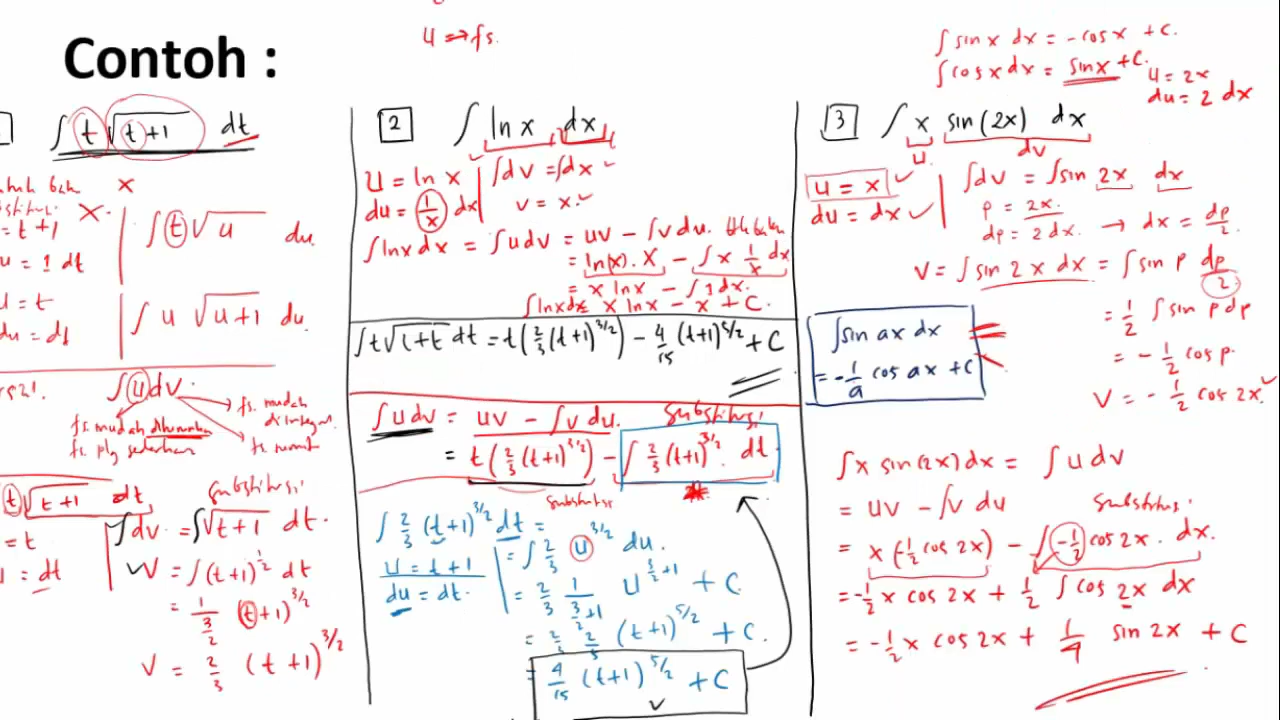 u ⇒ fs.
Contoh :
∫ t √(t+1) dt
x
x.
= t+1
u = 1 dt
∫ t √u du.
u = t
du = dt
∫ u √(u+1) du.
∫ u dv.
fs. mudah diturunkan
fs. plg sederhana
fs. mudah diintegral.
fs. rumit
t √(t+1) dt
= t
u = dt
substitusi
∫ dv = ∫ √(t+1) dt.
v = ∫ (t+1)^{1/2} dt
= 1/(3/2) (t+1)^{3/2}
v = 2/3 (t+1)^{3/2}
2
∫ ln x dx
u = ln x
du = 1/x dx
∫ dv = ∫ dx
v = x.
∫ ln x dx = ∫ u dv = uv - ∫ v du.
= ln(x) . x - ∫ x 1/x dx
= x ln x - ∫ 1 dx.
∫ ln x dx = x ln x - x + C.
∫ t √(1+t) dt = t (2/3 (t+1)^{3/2}) - 4/15 (t+1)^{5/2} + C
∫ u dv = uv - ∫ v du.
substitusi
= t (2/3 (t+1)^{3/2}) - ∫ 2/3 (t+1)^{3/2} . dt
substitusi
∫ 2/3 (t+1)^{3/2} dt =
u = t+1
du = dt.
= ∫ 2/3 u^{3/2} du.
= 2/3 1/(3/2+1) u^{3/2+1} + C
= 2/3 2/5 (t+1)^{5/2} + C.
= 4/15 (t+1)^{5/2} + C
∫ sin x dx = -cos x + C.
∫ cos x dx = sin x + C.
u = 2x
du = 2 dx
3
∫ x sin(2x) dx
u
dv
u = x
du = dx
∫ dv = ∫ sin 2x dx
p = 2x.
dp = 2 dx. → dx = dp/2
v = ∫ sin 2x dx = ∫ sin p dp/2
= 1/2 ∫ sin p dp
= -1/2 cos p.
v = -1/2 cos 2x.
∫ sin ax dx
= -1/a cos ax + C
∫ x sin(2x) dx = ∫ u dv
= uv - ∫ v du
substitusi
= x (-1/2 cos 2x) - ∫ -1/2 cos 2x . dx.
= -1/2 x cos 2x + 1/2 ∫ cos 2x dx
= -1/2 x cos 2x + 1/4 sin 2x + C